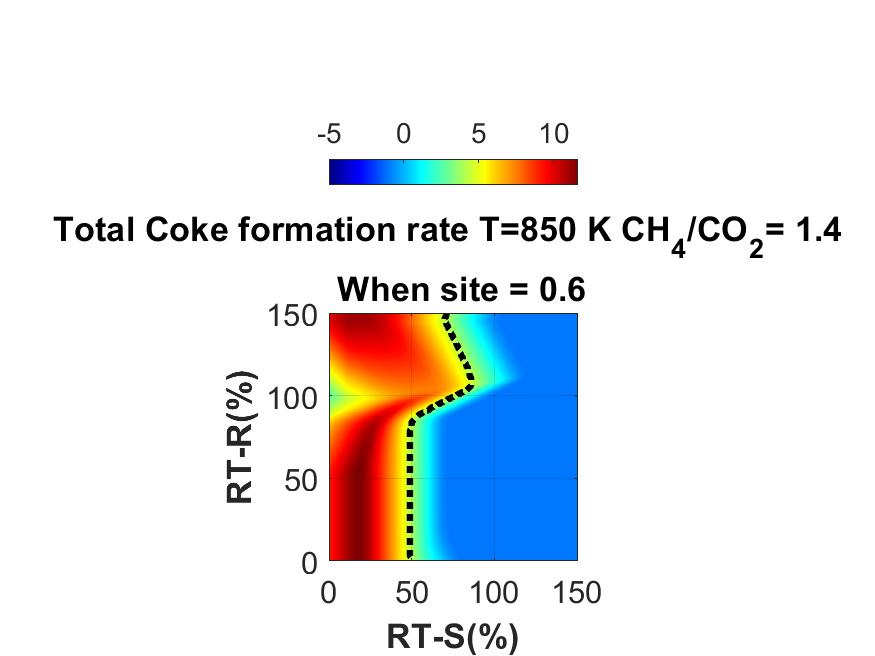 -5 0 5 10
Total Coke formation rate T=850 K CH4/CO2= 1.4
When site = 0.6
150
100
50
0
RT-R(%)
0 50 100 150
RT-S(%)